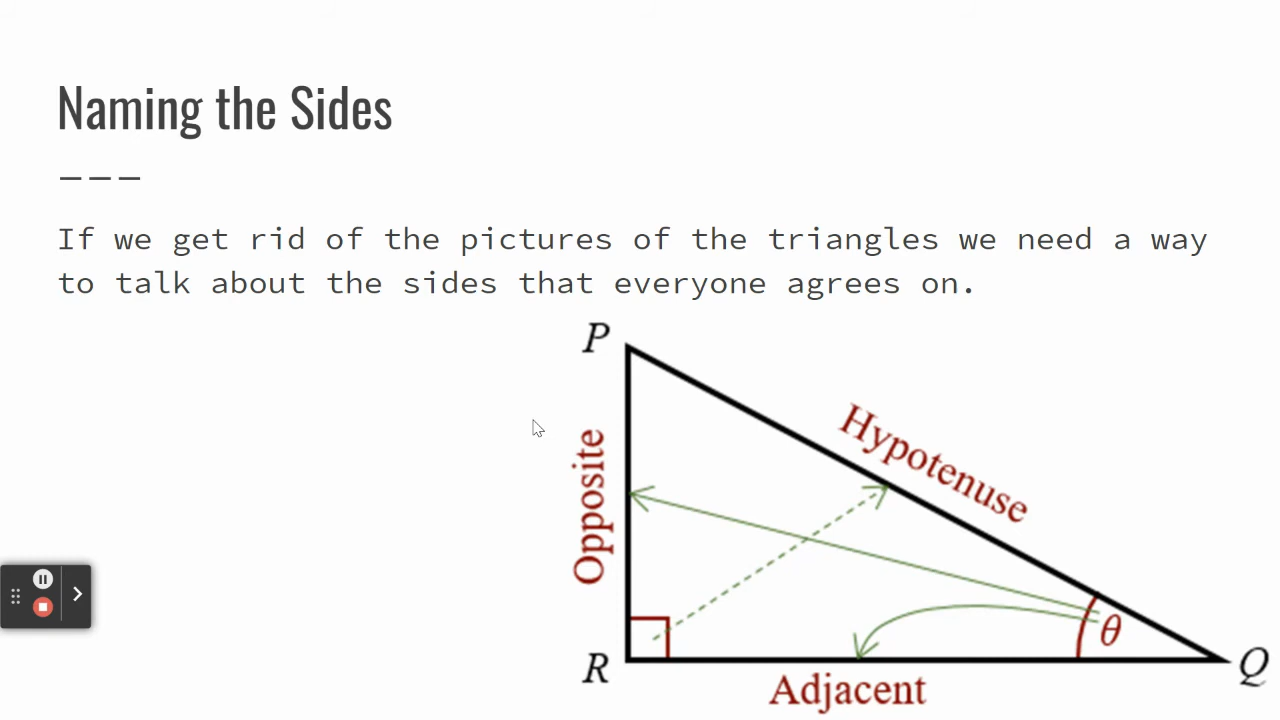 Naming the Sides
If we get rid of the pictures of the triangles we need a way
to talk about the sides that everyone agrees on.
P
Hypotenuse
Opposite
θ
R
Q
Adjacent